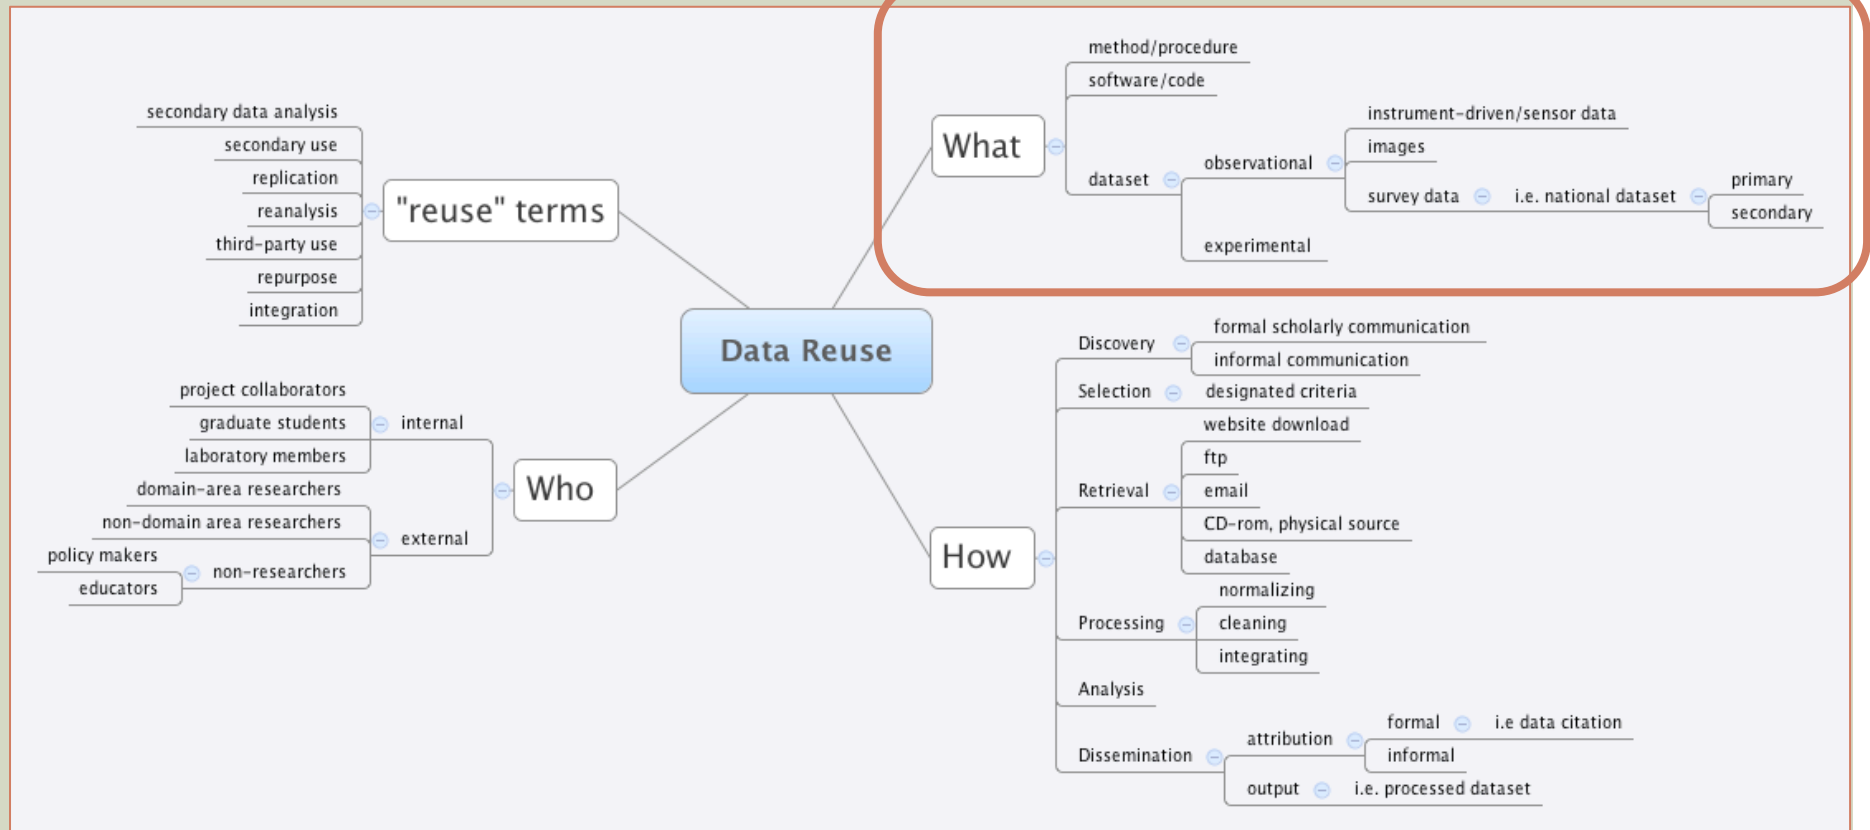 Data Reuse
"reuse" terms
secondary data analysis
secondary use
replication
reanalysis
third-party use
repurpose
integration
Who
internal
project collaborators
graduate students
laboratory members
external
domain-area researchers
non-domain area researchers
non-researchers
policy makers
educators
What
method/procedure
software/code
dataset
observational
instrument-driven/sensor data
images
survey data
i.e. national dataset
primary
secondary
experimental
How
Discovery
formal scholarly communication
informal communication
Selection
designated criteria
Retrieval
website download
ftp
email
CD-rom, physical source
database
Processing
normalizing
cleaning
integrating
Analysis
Dissemination
attribution
formal
i.e data citation
informal
output
i.e. processed dataset